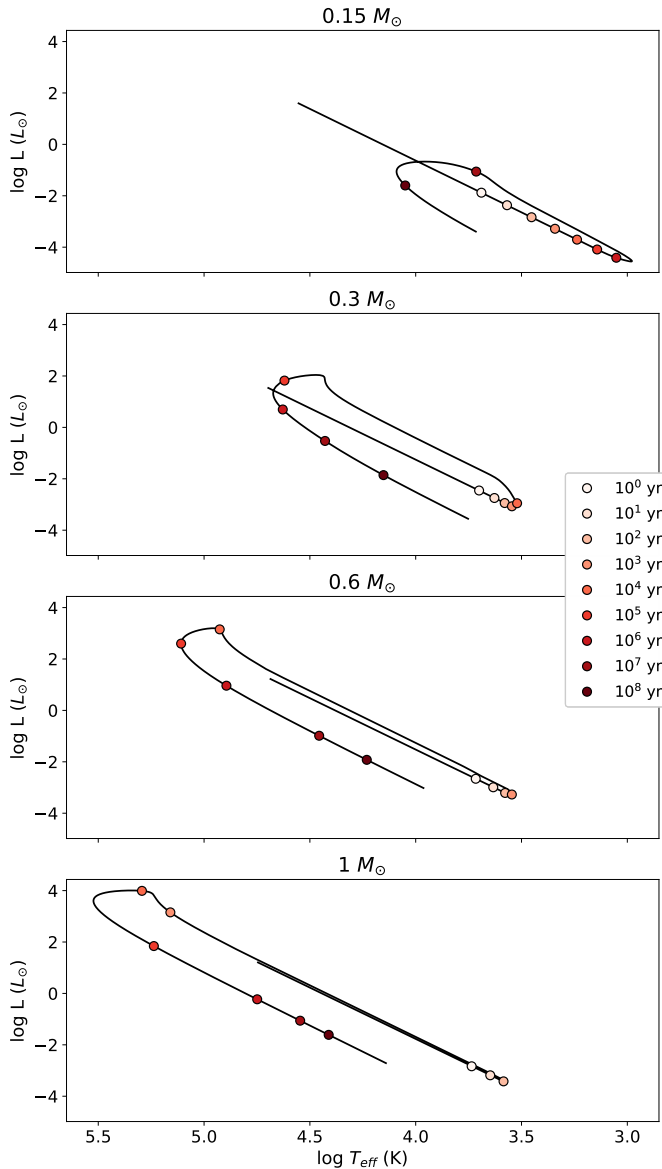 0.15 M⊙
4
2
0
−2
−4
log L (L⊙)
0.3 M⊙
4
2
0
−2
−4
log L (L⊙)
10⁰ yr
10¹ yr
10² yr
10³ yr
10⁴ yr
10⁵ yr
10⁶ yr
10⁷ yr
10⁸ yr
0.6 M⊙
4
2
0
−2
−4
log L (L⊙)
1 M⊙
4
2
0
−2
−4
log L (L⊙)
5.5 5.0 4.5 4.0 3.5 3.0
log T_eff (K)